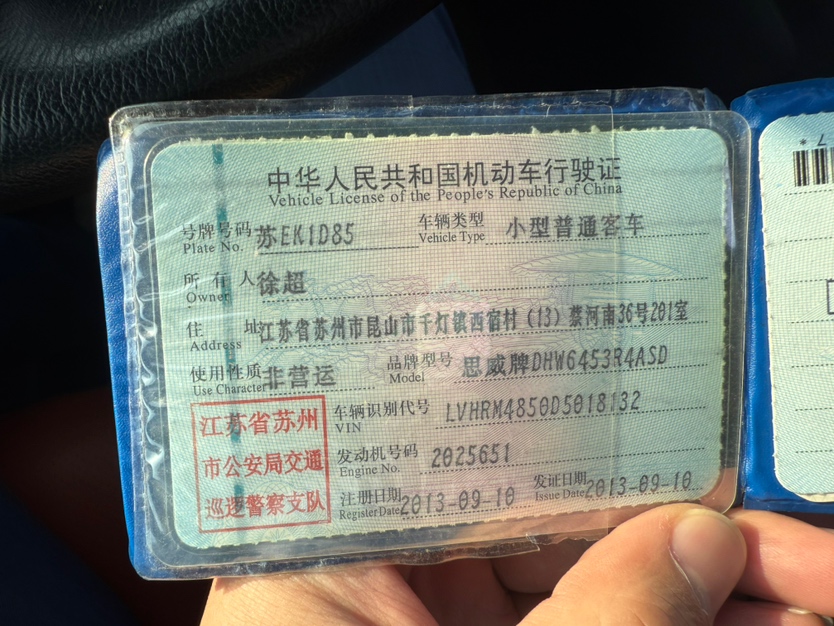 中华人民共和国机动车行驶证
Vehicle License of the People's Republic of China
号牌号码 苏EK1D85 车辆类型 小型普通客车
Plate No. Vehicle Type
所有人 徐超
Owner
住址 江苏省苏州市昆山市千灯镇西宿村（13）蔡河南36号201室
Address
使用性质 非营运 品牌型号 思威牌DHW6453R4ASD
Use Character Model
江苏省苏州
市公安局交通
巡逻警察支队
车辆识别代号 LVHRM4850D5018132
VIN
发动机号码 2025651
Engine No.
注册日期 2013-09-10 发证日期 2013-09-10
Register Date Issue Date